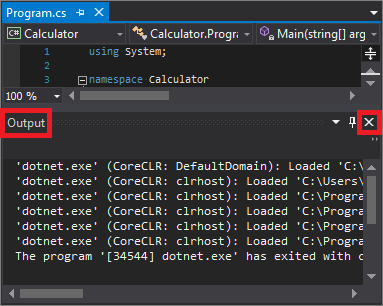 Program.cs
Calculator Calculator.Progra Main(string[] arg
1 using System;
2
3 namespace Calculator
100 %
Output
'dotnet.exe' (CoreCLR: DefaultDomain): Loaded 'C:\
'dotnet.exe' (CoreCLR: clrhost): Loaded 'C:\Users\
'dotnet.exe' (CoreCLR: clrhost): Loaded 'C:\Progra
'dotnet.exe' (CoreCLR: clrhost): Loaded 'C:\Progra
'dotnet.exe' (CoreCLR: clrhost): Loaded 'C:\Progra
'dotnet.exe' (CoreCLR: clrhost): Loaded 'C:\Progra
The program '[34544] dotnet.exe' has exited with c